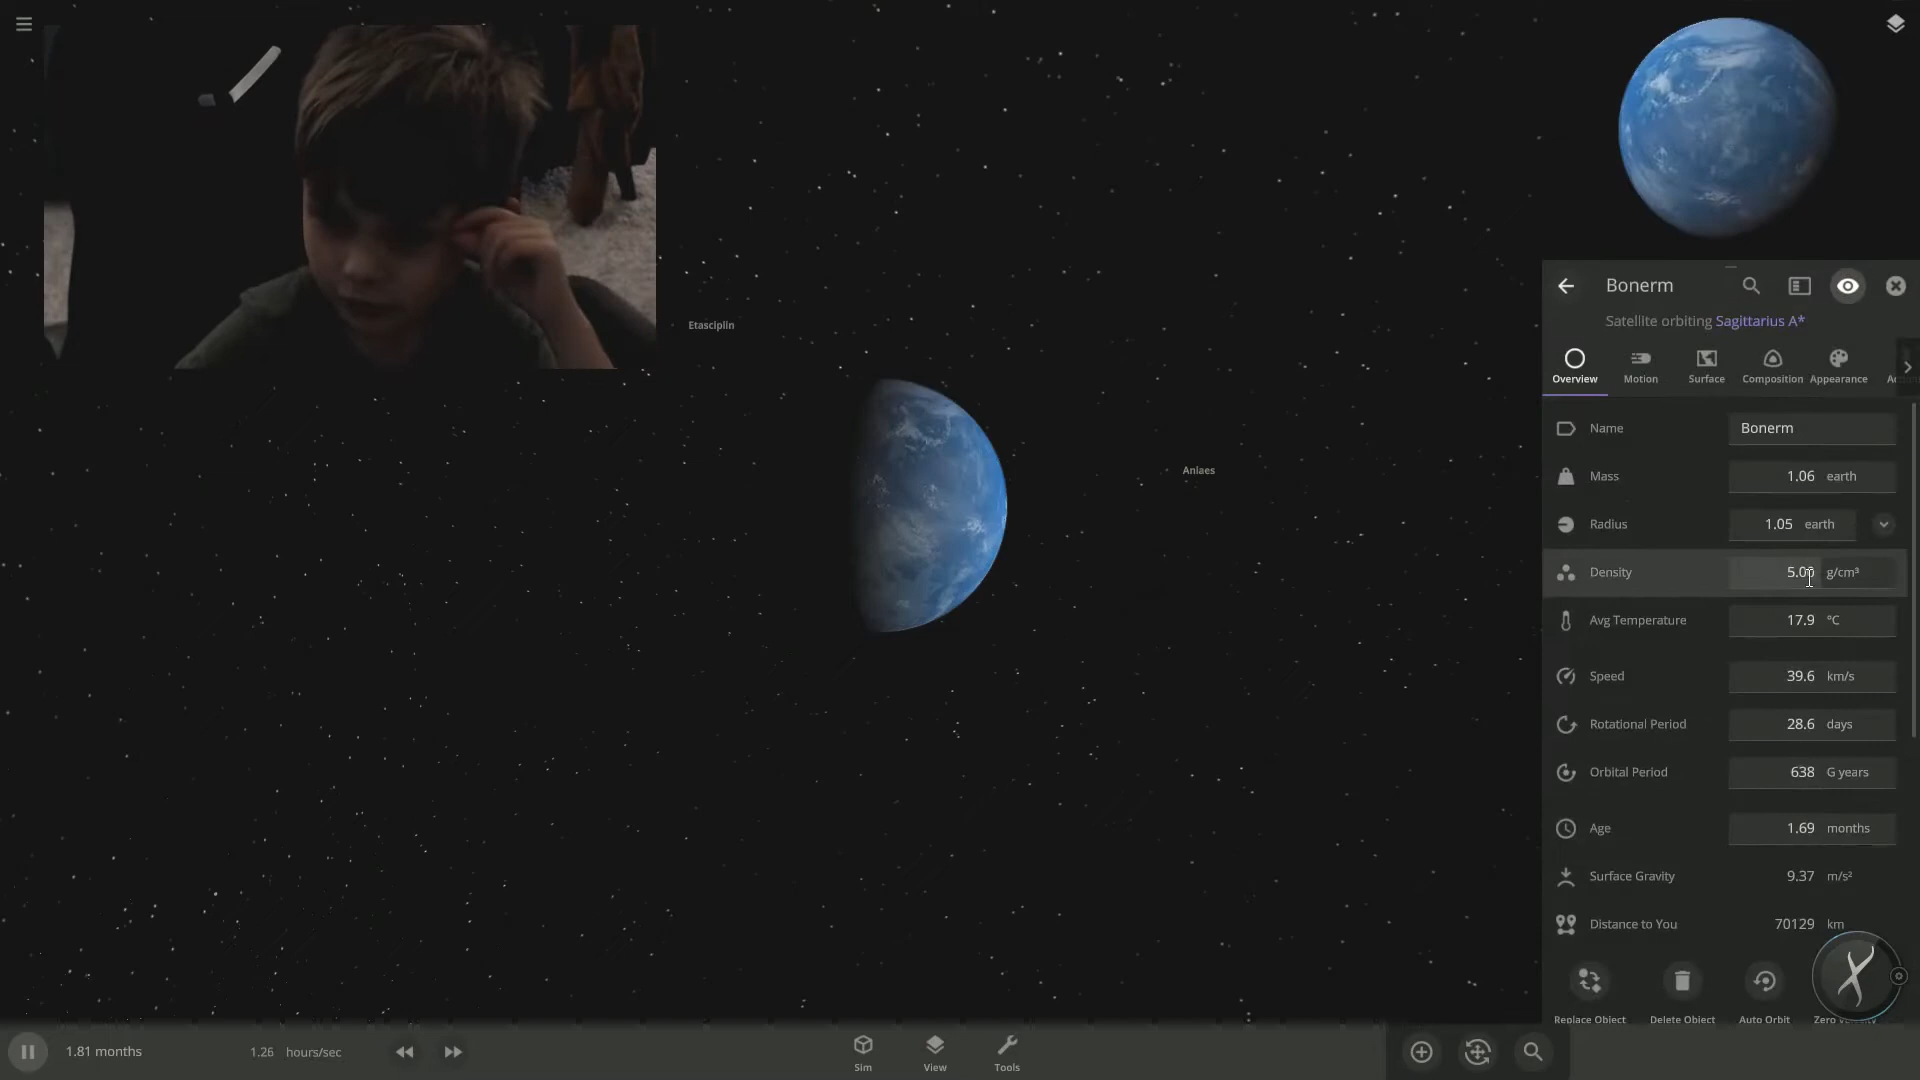 Bonerm
Satellite orbiting Sagittarius A*
Overview Motion Surface Composition Appearance
Name Bonerm
Mass 1.06 earth
Radius 1.05 earth
Density 5.0 g/cm³
Avg Temperature 17.9 °C
Speed 39.6 km/s
Rotational Period 28.6 days
Orbital Period 638 G years
Age 1.69 months
Surface Gravity 9.37 m/s²
Distance to You 70129 km
Replace Object Delete Object Auto Orbit Zero
Etasciplin
Anlaes
1.81 months 1.26 hours/sec
Sim View Tools